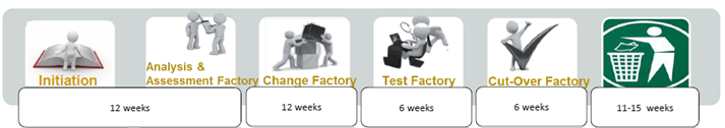 Initiation
Analysis &
Assessment Factory
Change Factory
Test Factory
Cut-Over Factory
12 weeks
12 weeks
6 weeks
6 weeks
11-15 weeks